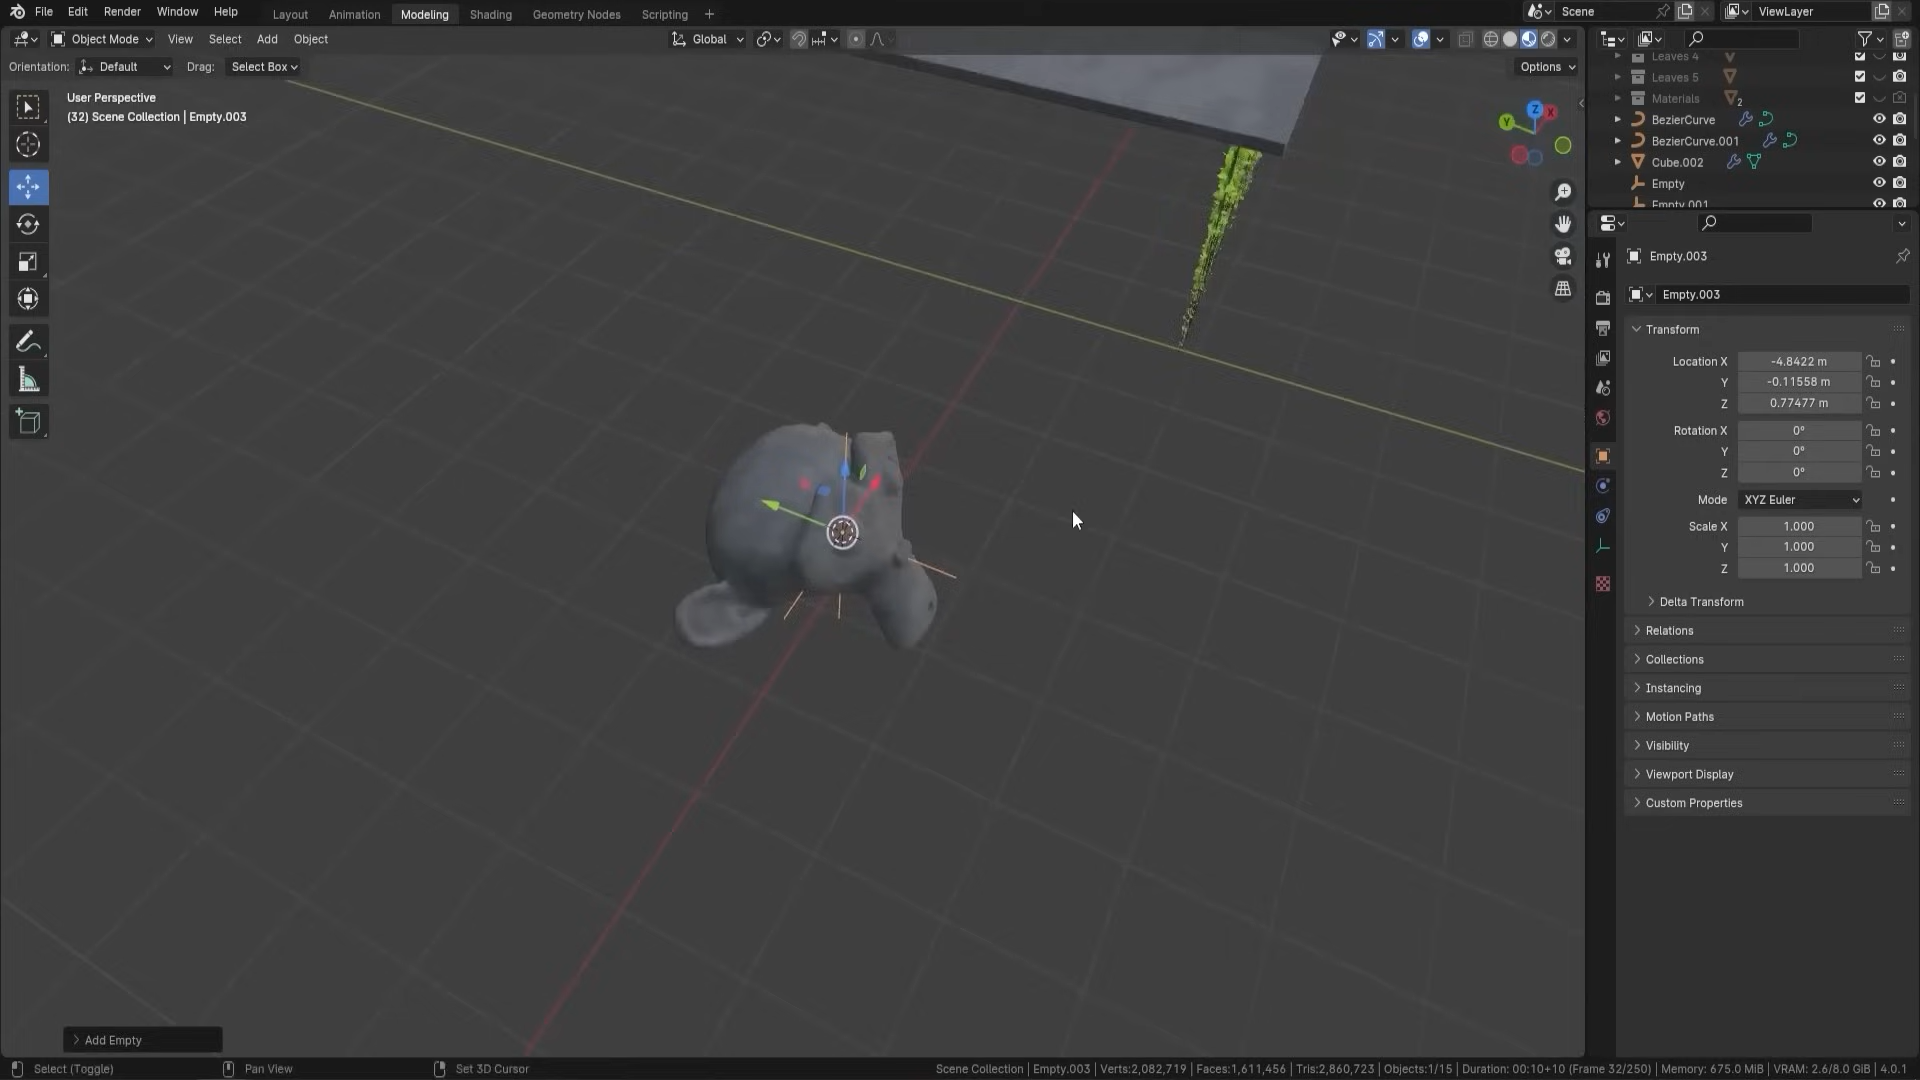 File Edit Render Window Help
Layout Animation Modeling Shading Geometry Nodes Scripting +
Scene
ViewLayer
Object Mode View Select Add Object
Global
Orientation: Default Drag: Select Box
Options
User Perspective
(32) Scene Collection | Empty.003
Z
X
Y
Leaves 4
Leaves 5
Materials 2
BezierCurve
BezierCurve.001
Cube.002
Empty
Empty.001
Empty.003
Empty.003
Transform
Location X -4.8422 m
Y -0.11558 m
Z 0.77477 m
Rotation X 0°
Y 0°
Z 0°
Mode XYZ Euler
Scale X 1.000
Y 1.000
Z 1.000
Delta Transform
Relations
Collections
Instancing
Motion Paths
Visibility
Viewport Display
Custom Properties
Add Empty
Select (Toggle) Pan View Set 3D Cursor
Scene Collection | Empty.003 | Verts:2,082,719 | Faces:1,611,456 | Tris:2,860,723 | Objects:1/15 | Duration: 00:10+10 (Frame 32/250) | Memory: 675.0 MiB | VRAM: 2.6/8.0 GiB | 4.0.1